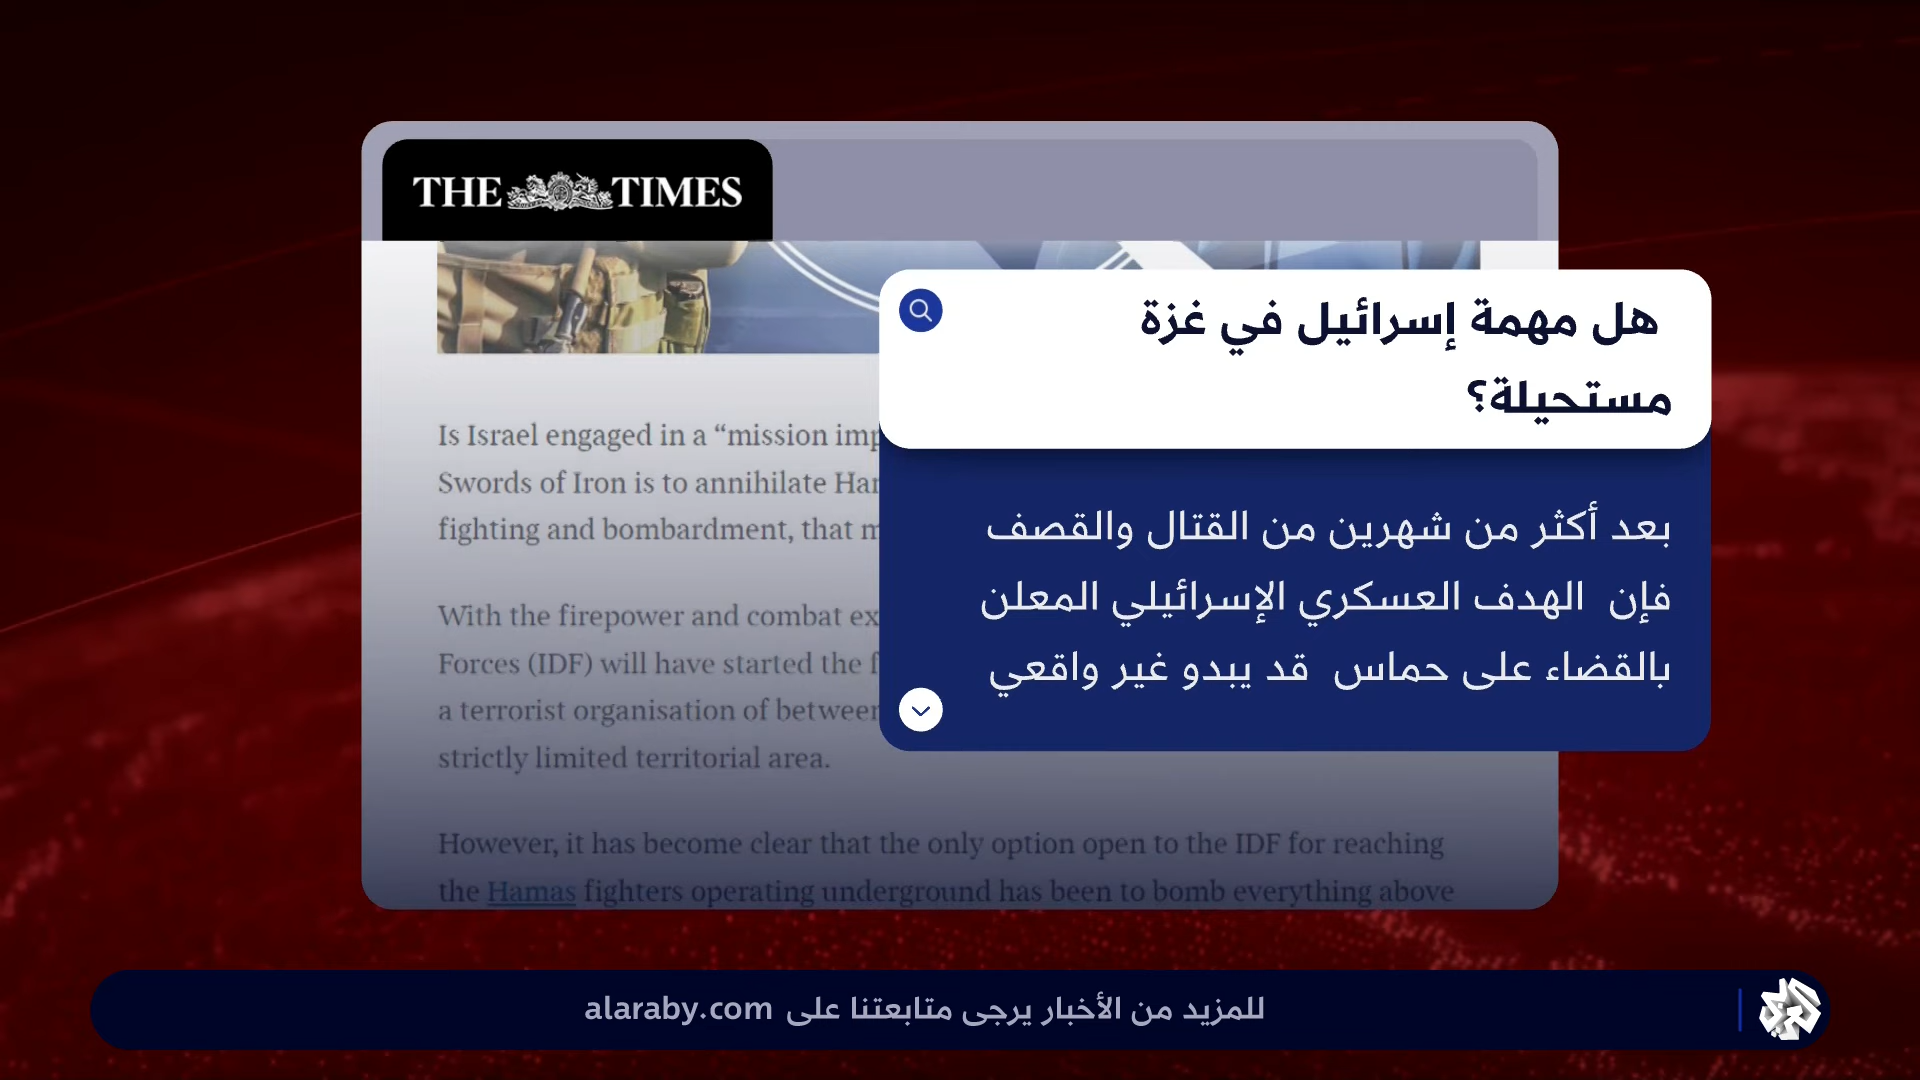 THE TIMES
هل مهمة إسرائيل في غزة
مستحيلة؟
بعد أكثر من شهرين من القتال والقصف
فإن الهدف العسكري الإسرائيلي المعلن
بالقضاء على حماس قد يبدو غير واقعي
Is Israel engaged in a “mission
Swords of Iron is to annihilate
fighting and bombardment, that
With the firepower and combat
Forces (IDF) will have started the
a terrorist organisation of between
strictly limited territorial area.
However, it has become clear that the only option open to the IDF for reaching
the Hamas fighters operating underground has been to bomb everything above
للمزيد من الأخبار يرجى متابعتنا على alaraby.com